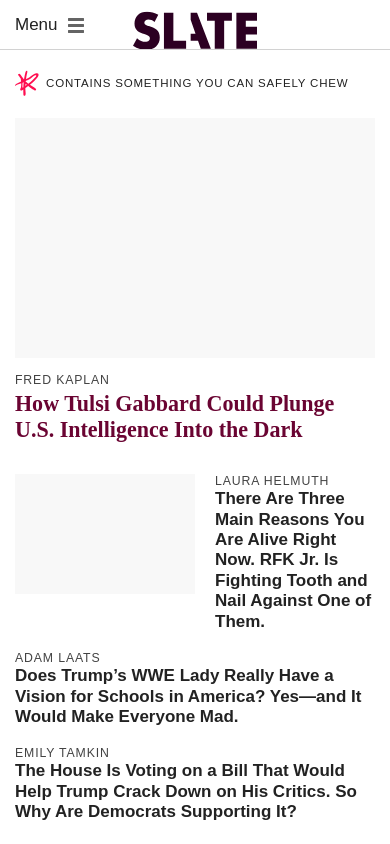 Menu
SLATE
CONTAINS SOMETHING YOU CAN SAFELY CHEW
FRED KAPLAN
How Tulsi Gabbard Could Plunge
U.S. Intelligence Into the Dark
LAURA HELMUTH
There Are Three
Main Reasons You
Are Alive Right
Now. RFK Jr. Is
Fighting Tooth and
Nail Against One of
Them.
ADAM LAATS
Does Trump’s WWE Lady Really Have a
Vision for Schools in America? Yes—and It
Would Make Everyone Mad.
EMILY TAMKIN
The House Is Voting on a Bill That Would
Help Trump Crack Down on His Critics. So
Why Are Democrats Supporting It?